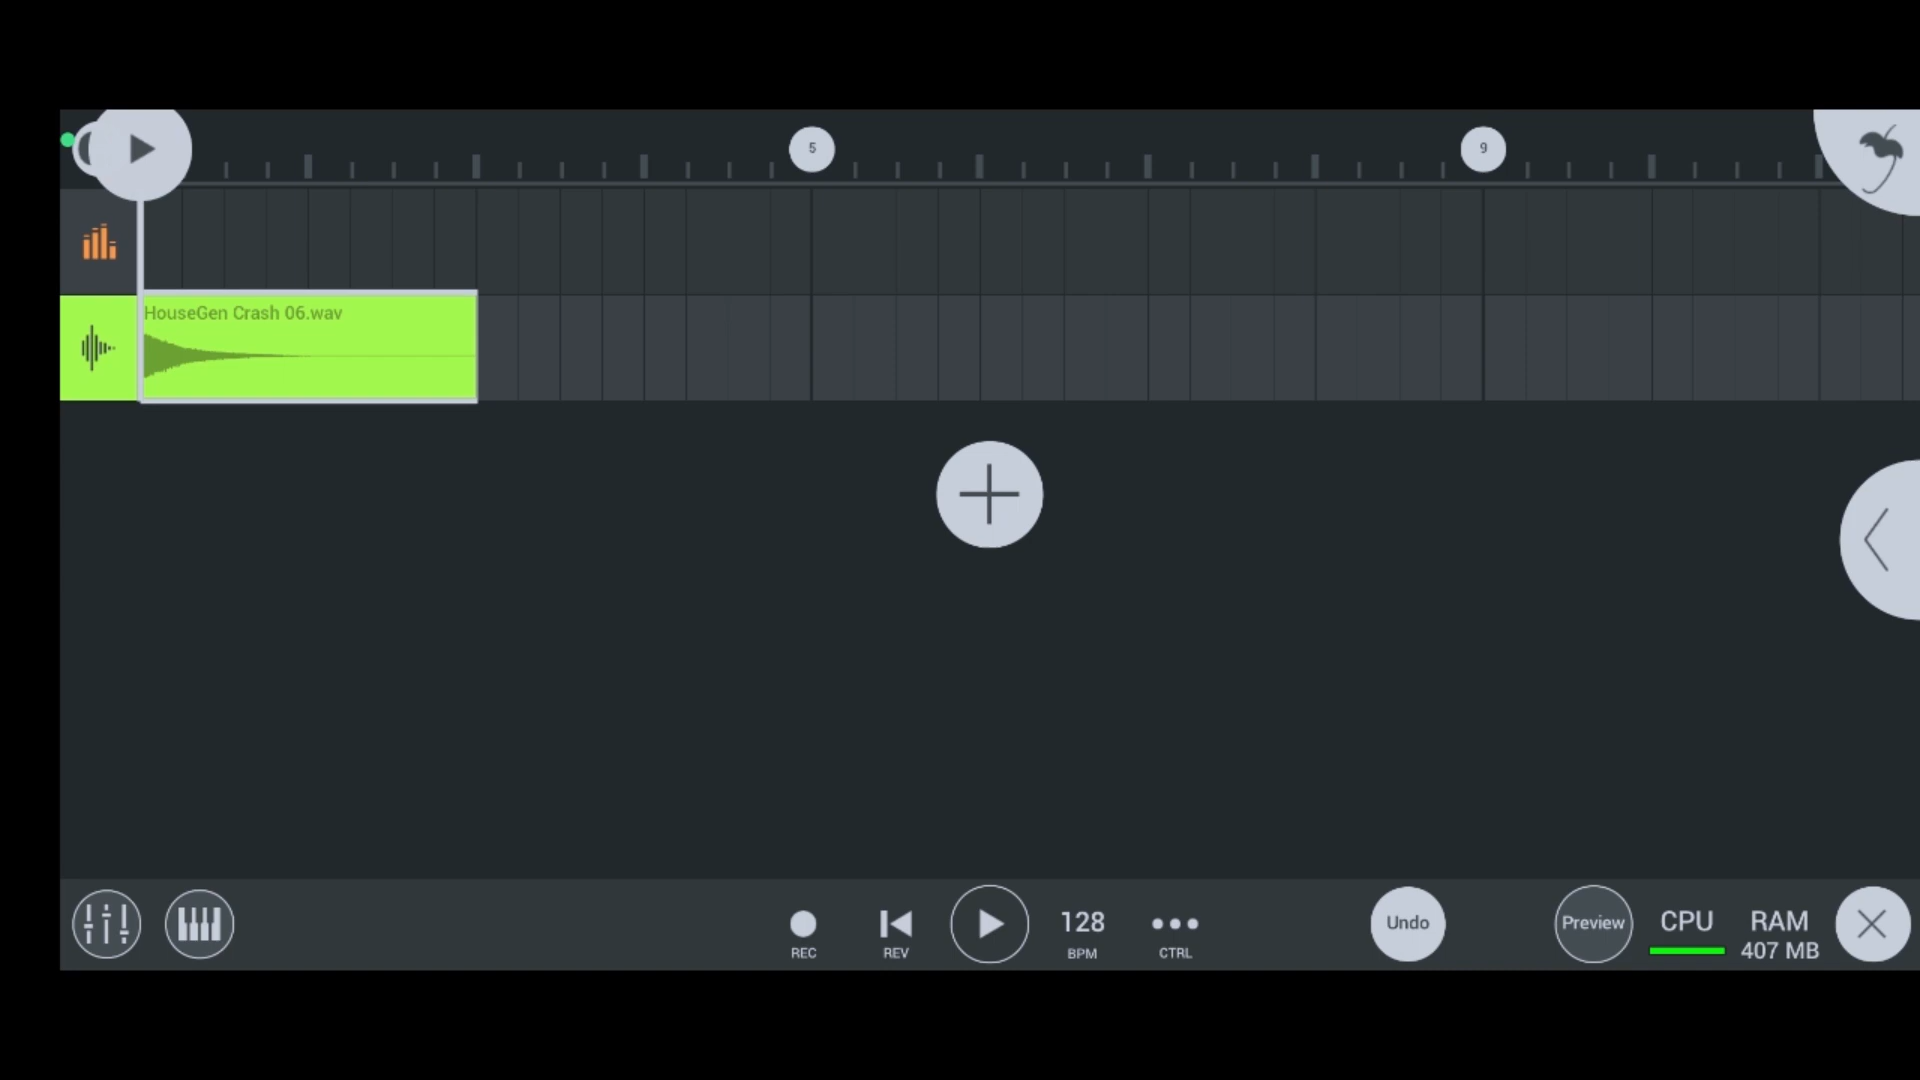 5
9
HouseGen Crash 06.wav
REC
REV
128
BPM
CTRL
Undo
Preview
CPU
RAM
407 MB